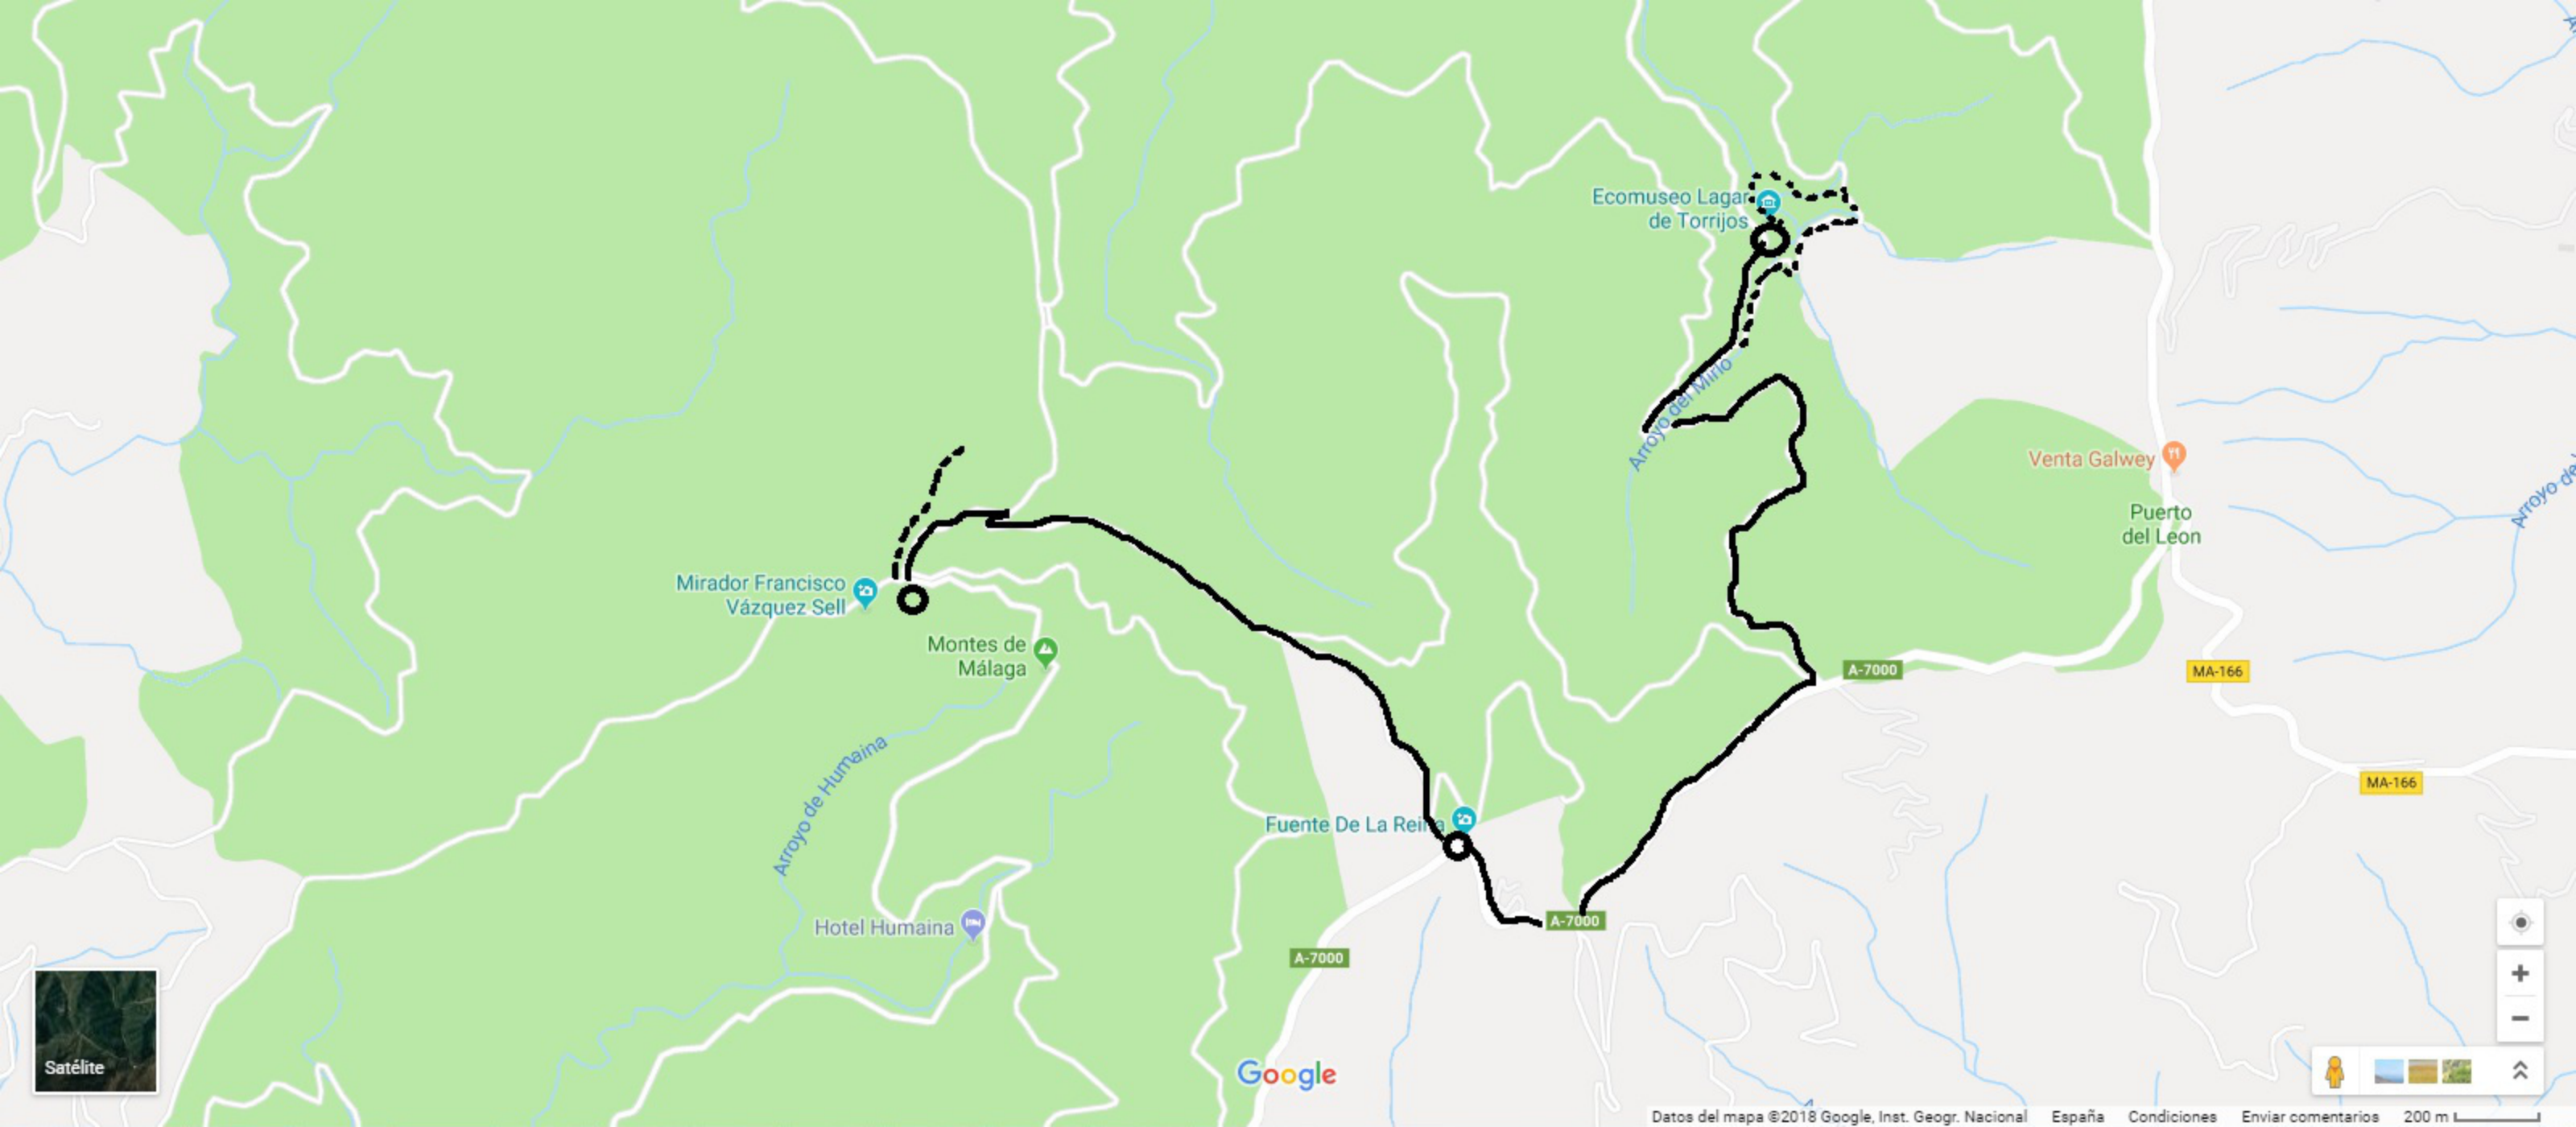 Ecomuseo Lagar
de Torrijos
Arroyo del Mirlo
Venta Galwey
Puerto
del Leon
Arroyo de
Mirador Francisco
Vázquez Sell
Montes de
Málaga
A-7000
MA-166
MA-166
Arroyo de Humaina
Fuente De La Reina
Hotel Humaina
A-7000
A-7000
Satélite
Google
Datos del mapa ©2018 Google, Inst. Geogr. Nacional España Condiciones Enviar comentarios 200 m